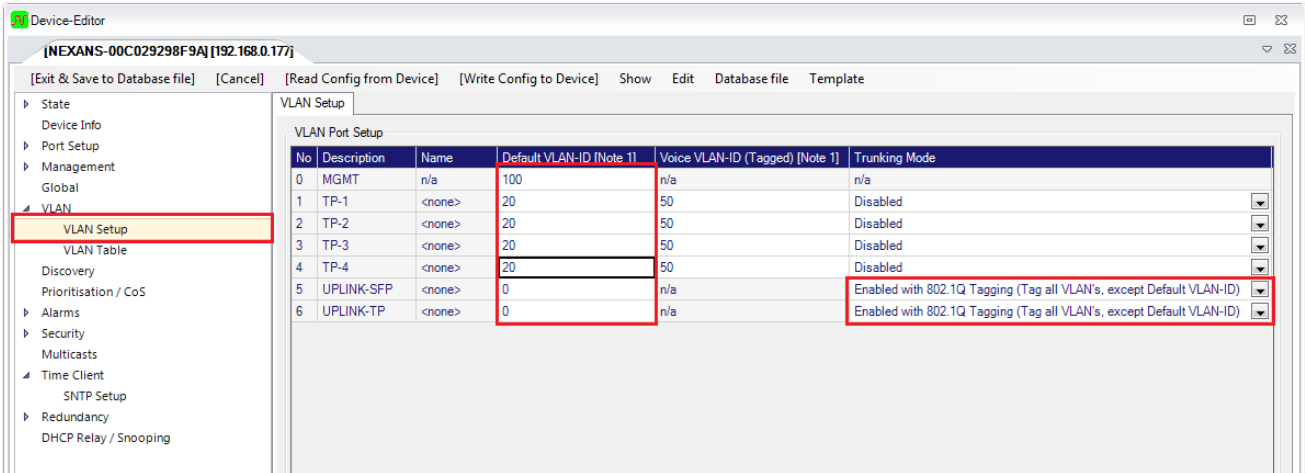 Device-Editor
[NEXANS-00C029298F9A] [192.168.0.177]
[Exit & Save to Database file] [Cancel] [Read Config from Device] [Write Config to Device] Show Edit Database file Template
State
Device Info
Port Setup
Management
Global
VLAN
VLAN Setup
VLAN Table
Discovery
Prioritisation / CoS
Alarms
Security
Multicasts
Time Client
SNTP Setup
Redundancy
DHCP Relay / Snooping
VLAN Setup
VLAN Port Setup
No Description Name Default VLAN-ID [Note 1] Voice VLAN-ID (Tagged) [Note 1] Trunking Mode
0 MGMT n/a 100 n/a n/a
1 TP-1 <none> 20 50 Disabled
2 TP-2 <none> 20 50 Disabled
3 TP-3 <none> 20 50 Disabled
4 TP-4 <none> 20 50 Disabled
5 UPLINK-SFP <none> 0 n/a Enabled with 802.1Q Tagging (Tag all VLAN's, except Default VLAN-ID)
6 UPLINK-TP <none> 0 n/a Enabled with 802.1Q Tagging (Tag all VLAN's, except Default VLAN-ID)